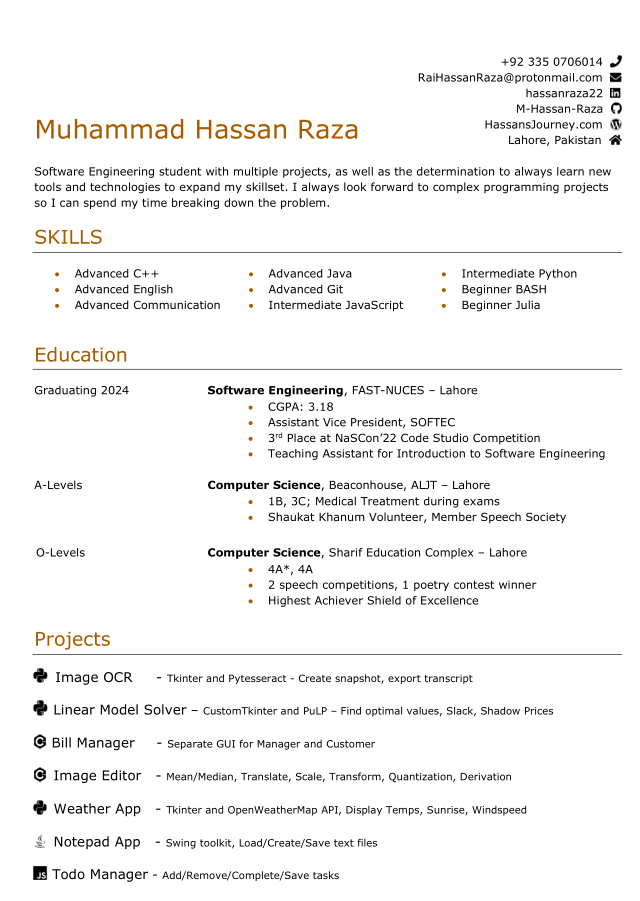 +92 335 0706014
RaiHassanRaza@protonmail.com
hassanraza22
M-Hassan-Raza
HassansJourney.com
Lahore, Pakistan
Muhammad Hassan Raza
Software Engineering student with multiple projects, as well as the determination to always learn new
tools and technologies to expand my skillset. I always look forward to complex programming projects
so I can spend my time breaking down the problem.
SKILLS
• Advanced C++ • Advanced Java • Intermediate Python
• Advanced English • Advanced Git • Beginner BASH
• Advanced Communication • Intermediate JavaScript • Beginner Julia
Education
Graduating 2024 Software Engineering, FAST-NUCES – Lahore
• CGPA: 3.18
• Assistant Vice President, SOFTEC
• 3rd Place at NaSCon’22 Code Studio Competition
• Teaching Assistant for Introduction to Software Engineering
A-Levels Computer Science, Beaconhouse, ALJT – Lahore
• 1B, 3C; Medical Treatment during exams
• Shaukat Khanum Volunteer, Member Speech Society
O-Levels Computer Science, Sharif Education Complex – Lahore
• 4A*, 4A
• 2 speech competitions, 1 poetry contest winner
• Highest Achiever Shield of Excellence
Projects
Image OCR - Tkinter and Pytesseract - Create snapshot, export transcript
Linear Model Solver – CustomTkinter and PuLP – Find optimal values, Slack, Shadow Prices
Bill Manager - Separate GUI for Manager and Customer
Image Editor - Mean/Median, Translate, Scale, Transform, Quantization, Derivation
Weather App - Tkinter and OpenWeatherMap API, Display Temps, Sunrise, Windspeed
Notepad App - Swing toolkit, Load/Create/Save text files
JS Todo Manager - Add/Remove/Complete/Save tasks